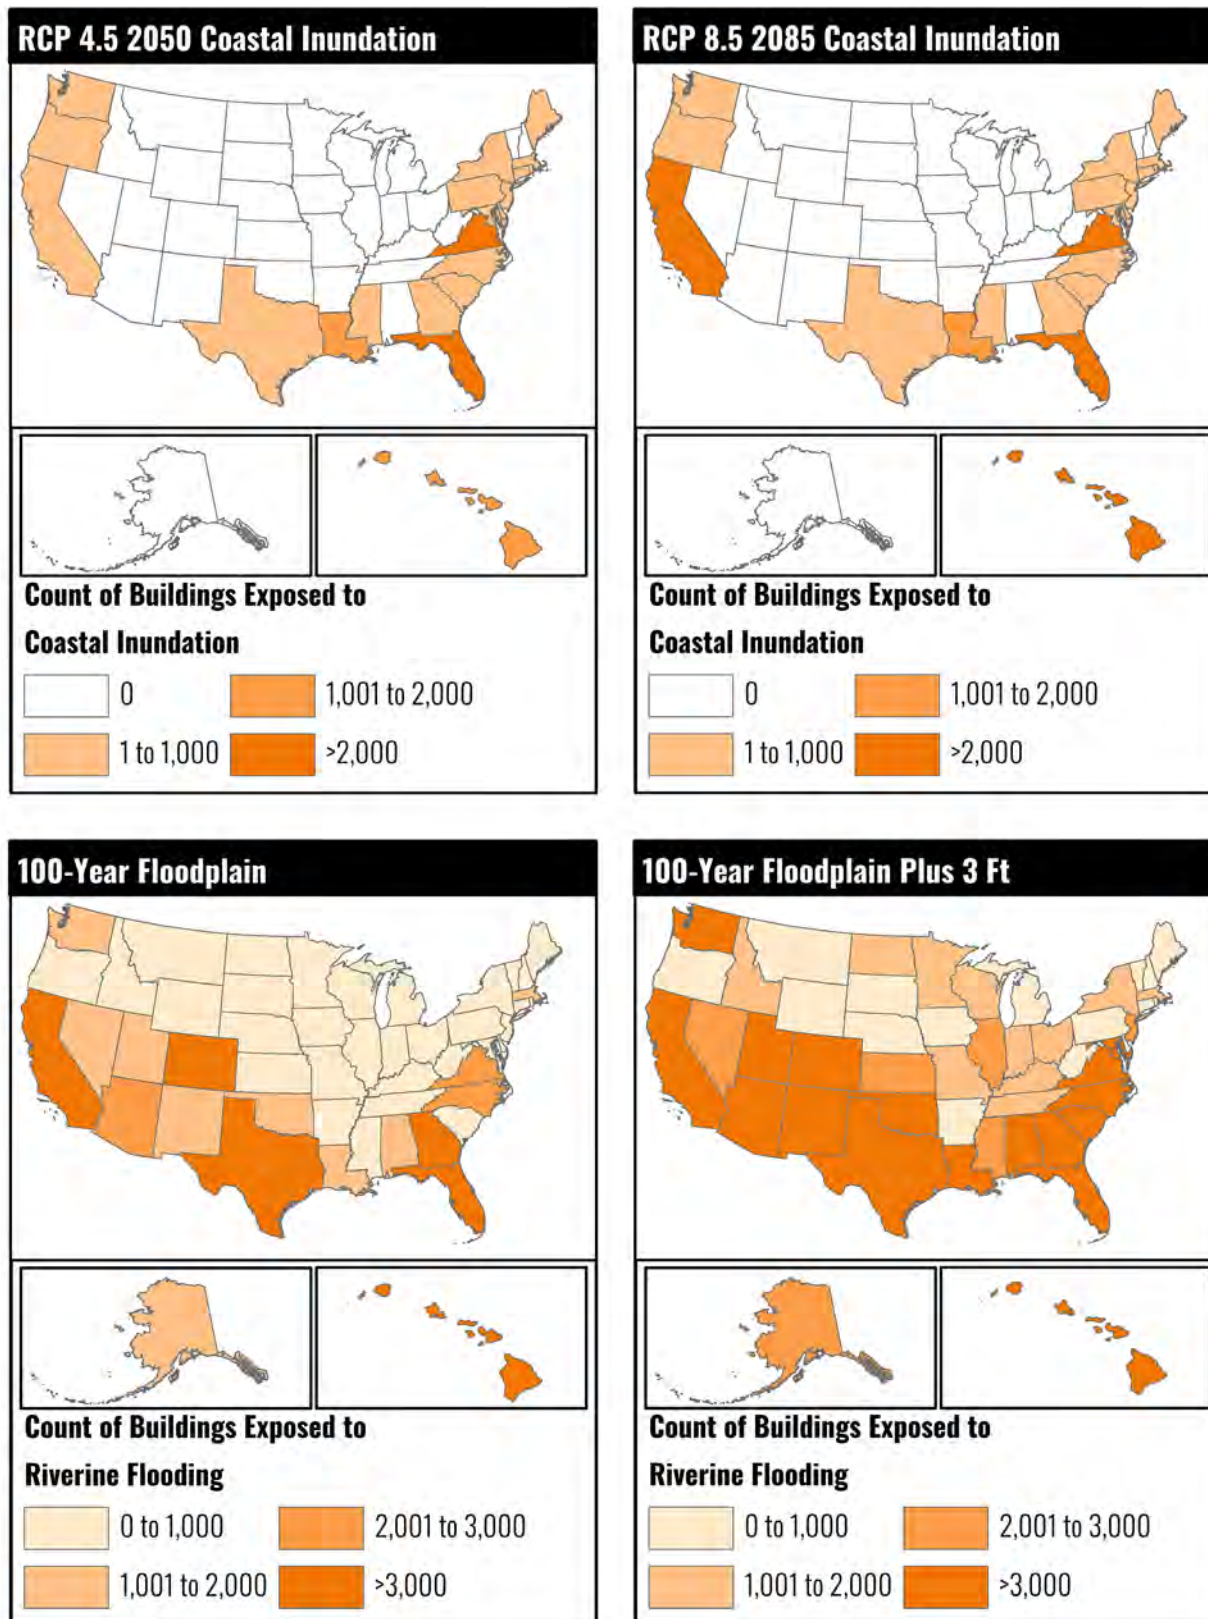 RCP 4.5 2050 Coastal Inundation
Count of Buildings Exposed to
Coastal Inundation
0
1,001 to 2,000
1 to 1,000
>2,000
RCP 8.5 2085 Coastal Inundation
Count of Buildings Exposed to
Coastal Inundation
0
1,001 to 2,000
1 to 1,000
>2,000
100-Year Floodplain
Count of Buildings Exposed to
Riverine Flooding
0 to 1,000
2,001 to 3,000
1,001 to 2,000
>3,000
100-Year Floodplain Plus 3 Ft
Count of Buildings Exposed to
Riverine Flooding
0 to 1,000
2,001 to 3,000
1,001 to 2,000
>3,000